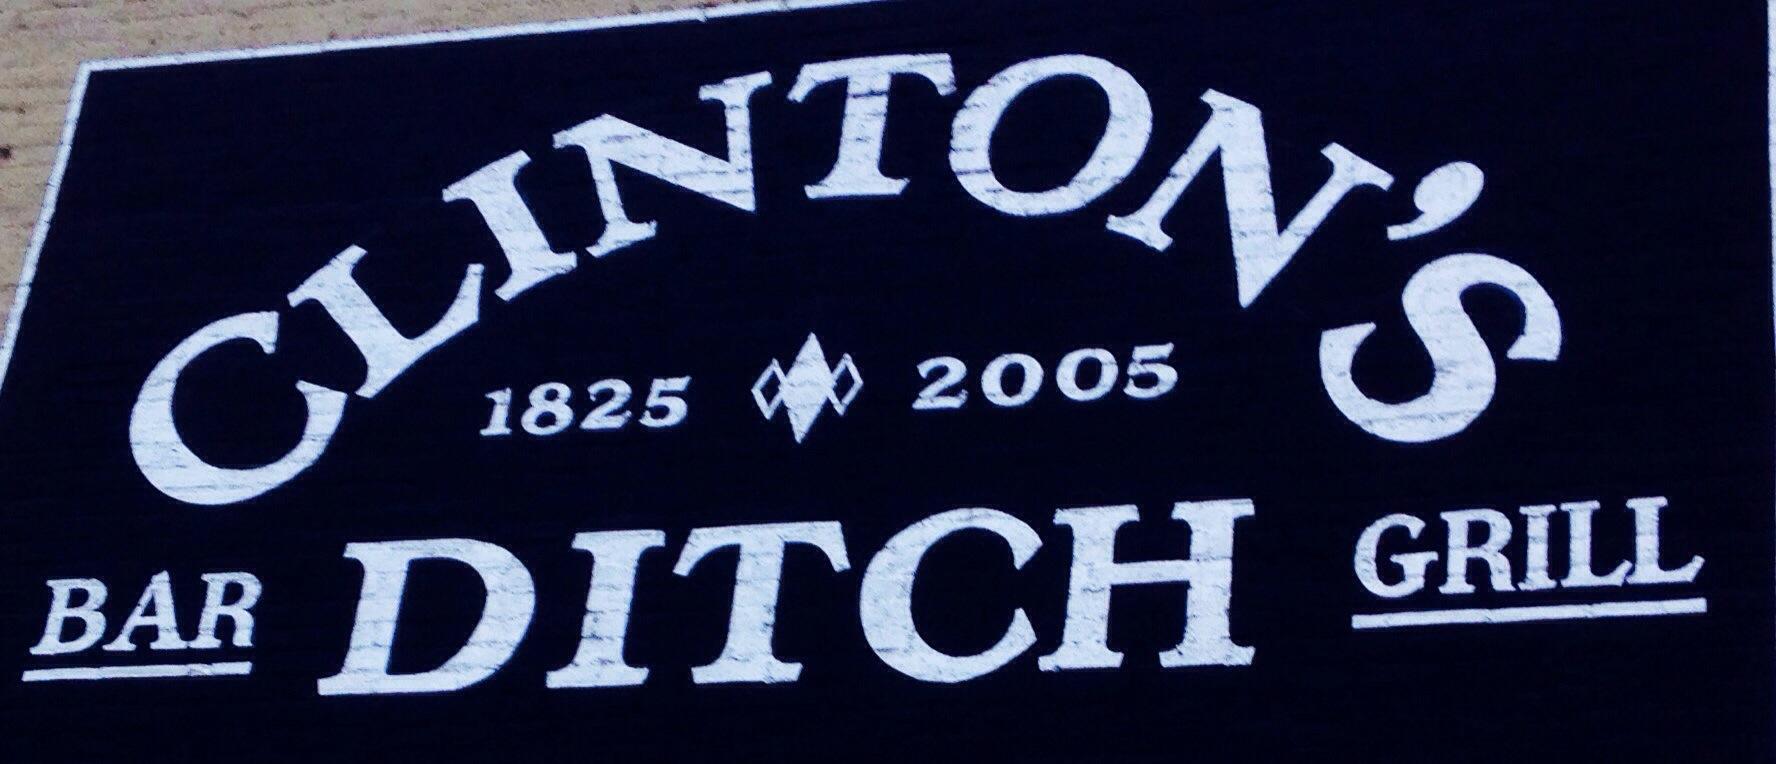 CLINTON'S
1825 2005
BAR DITCH GRILL